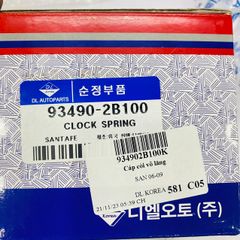 DL AUTOPARTS
순정부품
93490-2B100
CLOCK SPRING
SANTAFE
934902B100K
Cáp còi vô lăng
SAN 06-09
DL KOREA 581 C05
21/11/23 05:39 CH
디엘오토(주)